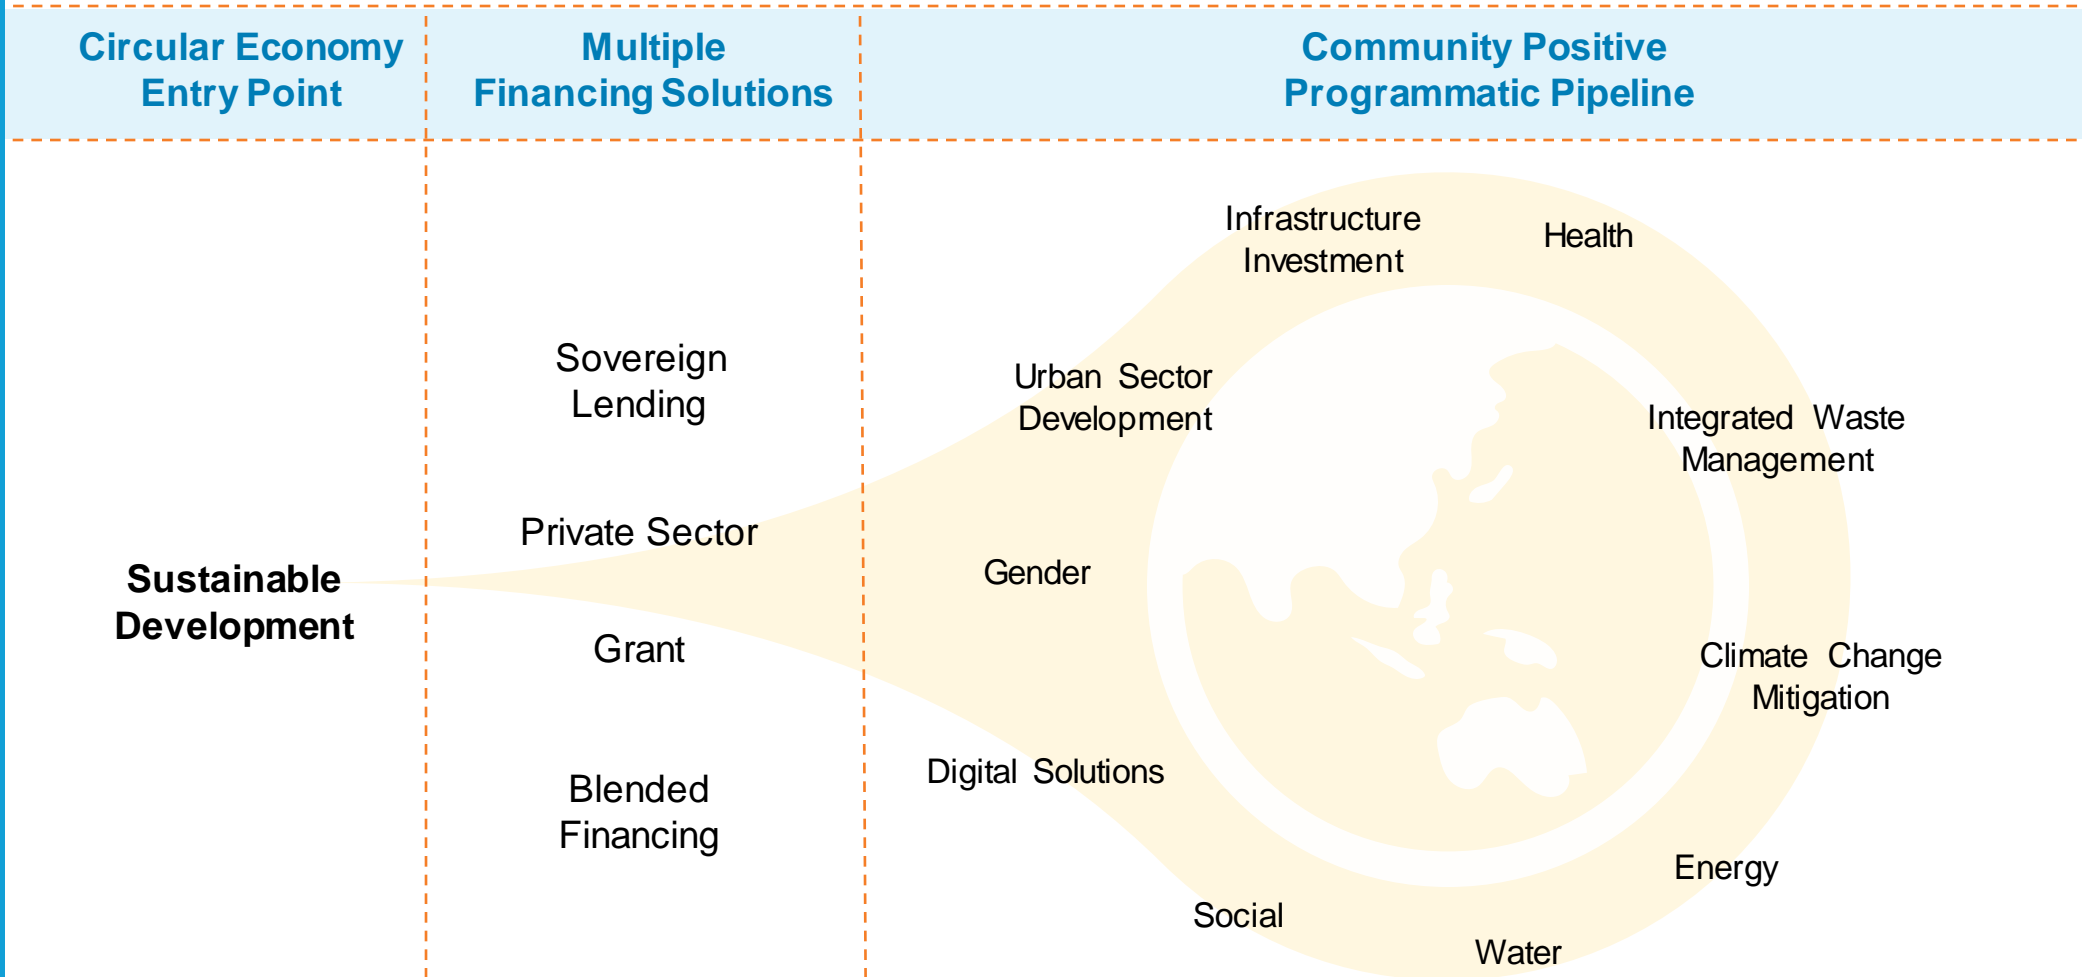 Circular Economy
Entry Point
Multiple
Financing Solutions
Community Positive
Programmatic Pipeline
Sustainable
Development
Sovereign
Lending
Private Sector
Grant
Blended
Financing
Infrastructure
Investment
Health
Urban Sector
Development
Integrated Waste
Management
Gender
Climate Change
Mitigation
Digital Solutions
Energy
Social
Water